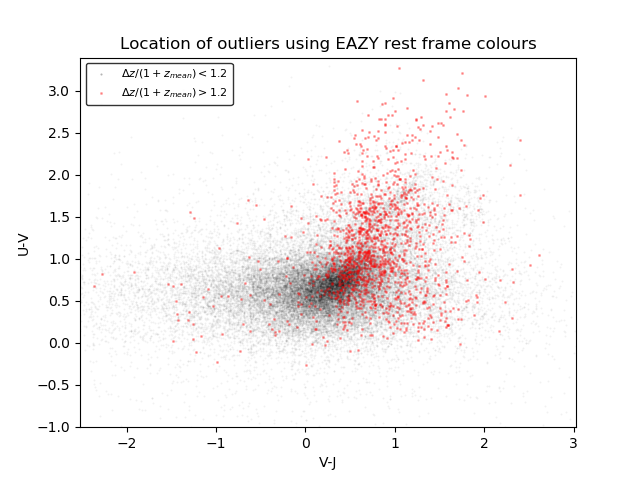 Location of outliers using EAZY rest frame colours
Δz/(1 + z_mean) < 1.2
Δz/(1 + z_mean) > 1.2
3.0
2.5
2.0
1.5
1.0
0.5
0.0
−0.5
−1.0
U-V
−2 −1 0 1 2 3
V-J